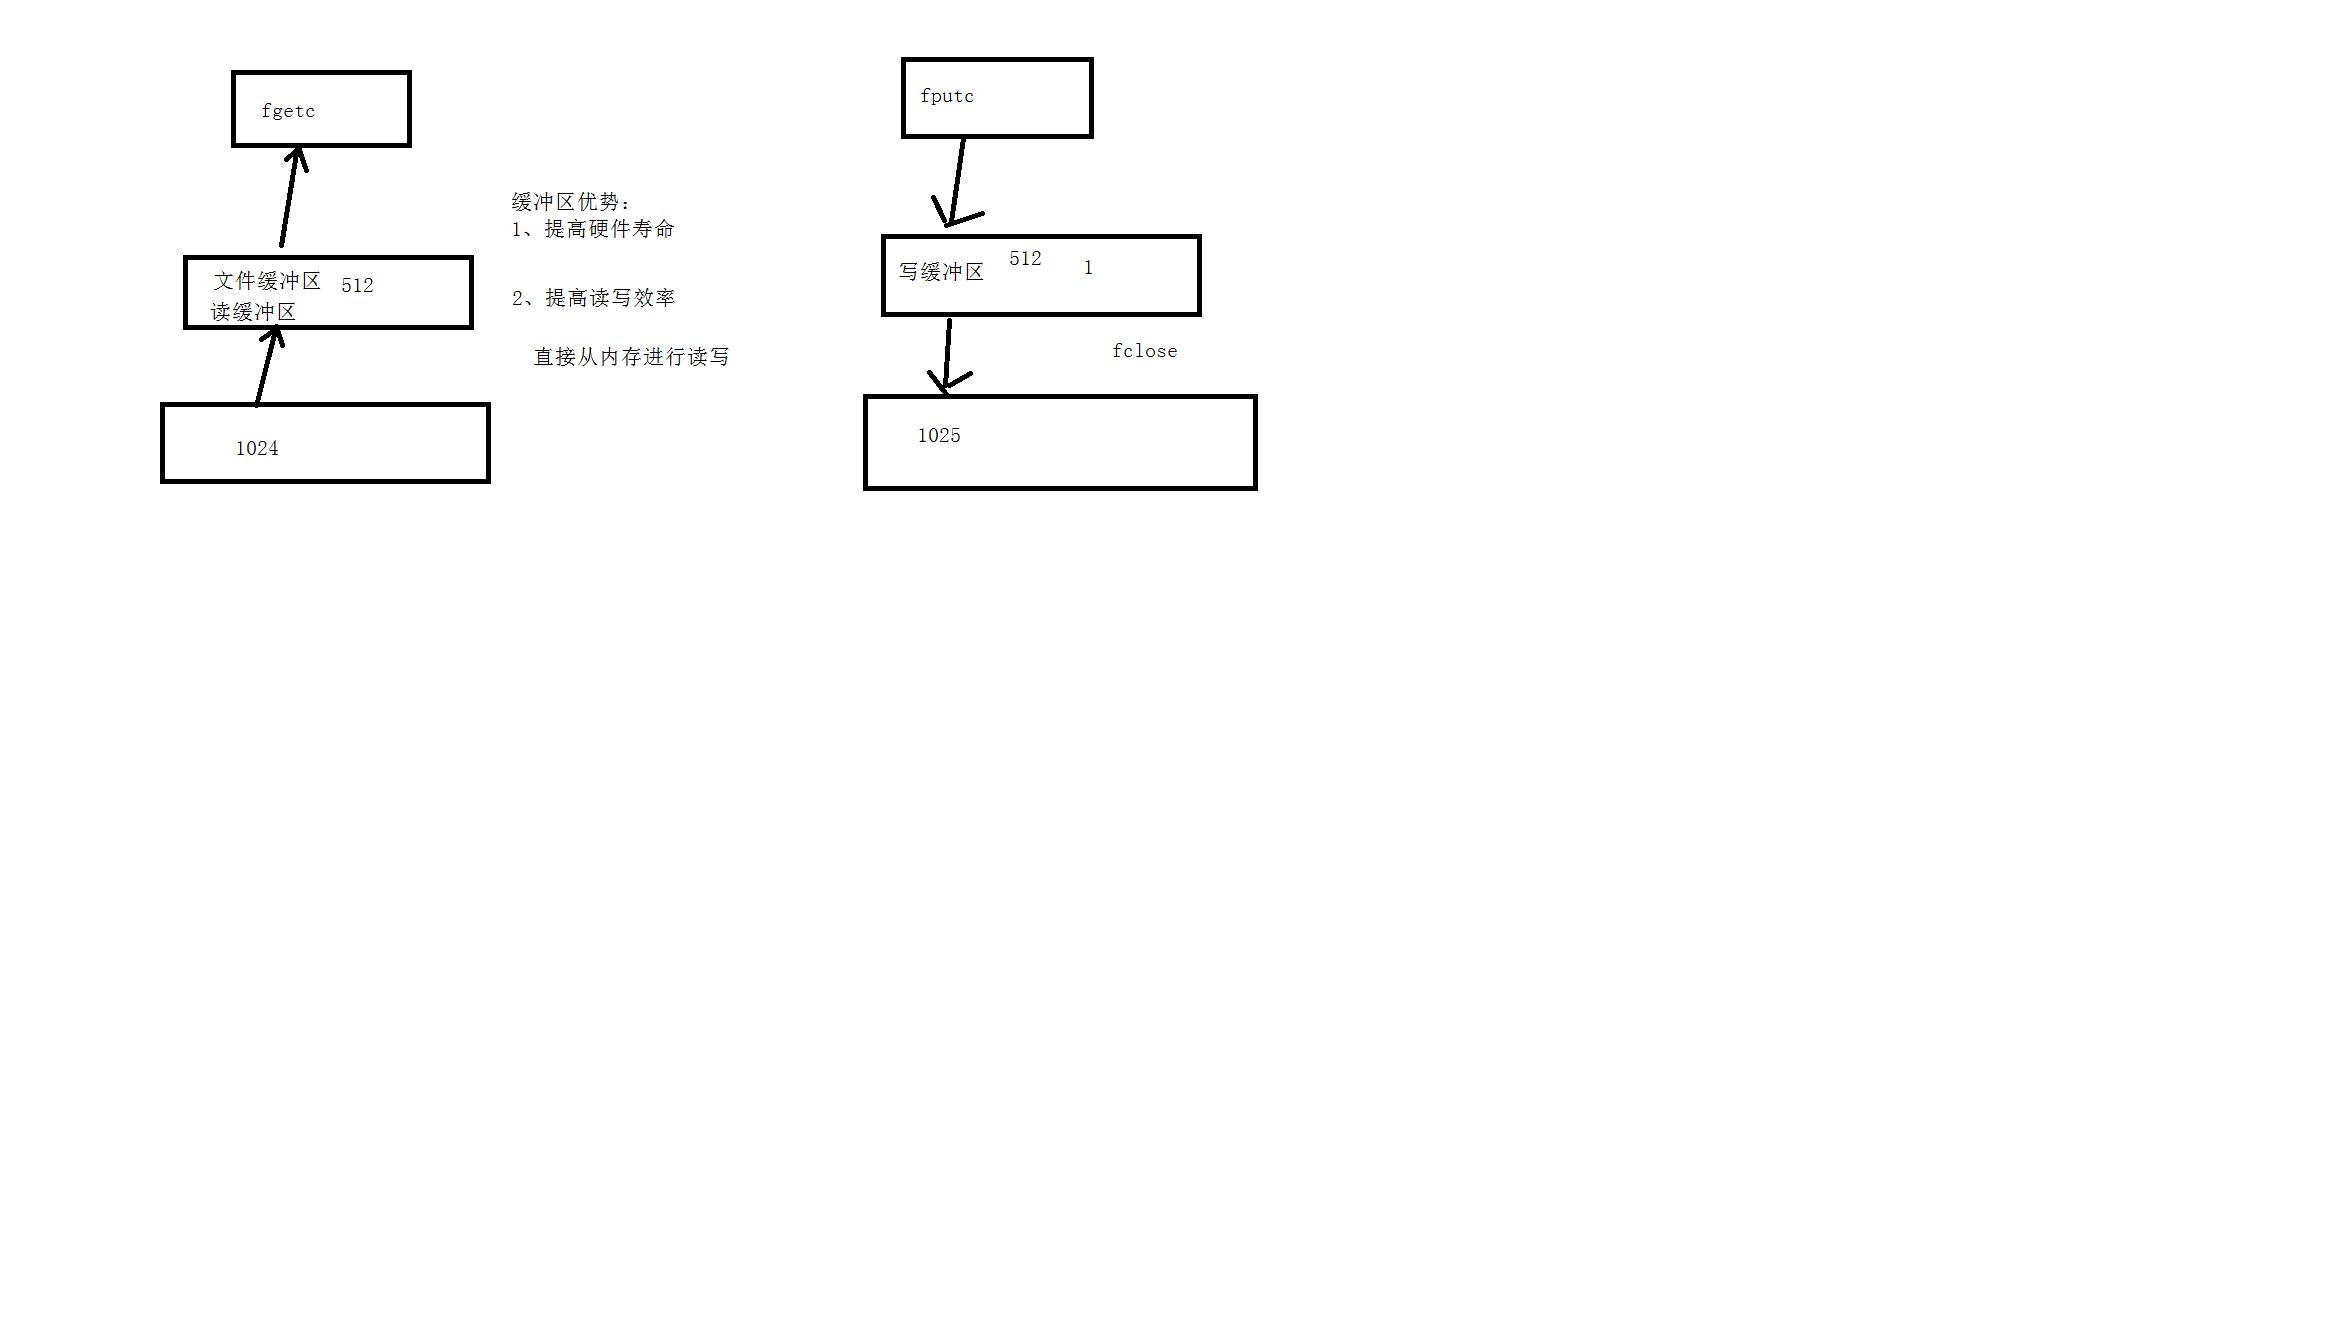 fgetc
文件缓冲区 512
读缓冲区
1024
缓冲区优势:
1、提高硬件寿命
2、提高读写效率
直接从内存进行读写
fputc
写缓冲区 512 1
fclose
1025